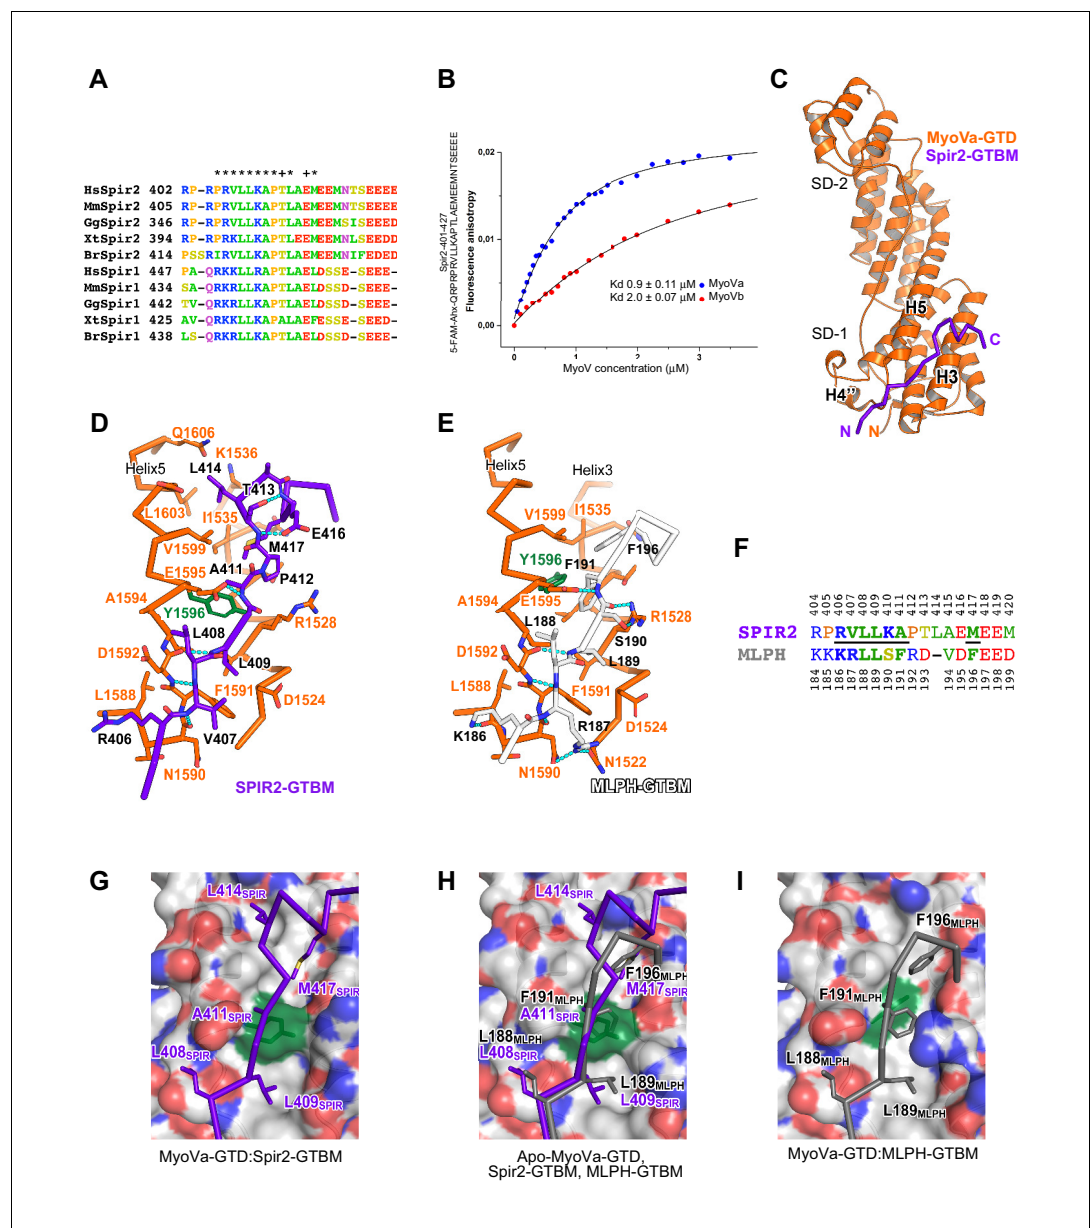 A
*********+* +*
HsSpir2 402 RP-RPRVLLKAPTLAEMEEMNTSEEEE
MmSpir2 405 RP-RPRVLLKAPTLAEMEEMNTSEEEE
GgSpir2 346 RP-RPRVLLKAPTLAEMEEMSISEEEE
XtSpir2 394 RP-RPRKLLKAPTLEEMEEMNLSEEDD
BrSpir2 414 PSSRIRVLLKAPTLAEMEEMNIFEDED
HsSpir1 467 PA-QRKKLLRAPTLAELDSSE-SEEE-
MmSpir1 434 SA-QRKKLLKAPTLAELDSSD-SEEE-
GgSpir1 442 PV-QRKKLLKAPTLAELDSSE-SEEE-
XtSpir1 425 AV-QRKKLLKAPALAEFESSE-SEED-
BrSpir1 438 LS-QRKKLLKAPTLAELDSSD-SEEE-
B
5-FAM-Ahx-QRPRPRVLLKAPTLAEMEEMNTSEEEEE
Spir2-401-427
Fluorescence anisotropy
0,02
0,01
0,00
Kd 0.9 ± 0.11 μM MyoVa
Kd 2.0 ± 0.07 μM MyoVb
0 1 2 3
MyoV concentration (μM)
C
MyoVa-GTD
Spir2-GTBM
SD-2
H5
SD-1
C
H3
H4”
N N
D
Q1606
K1536
L414
Helix5
T413
L1603
I1535
E416
V1599
M417
A411
E1595
P412
A1594
Y1596
R1528
L408
D1592
L409
L1588
F1591
D1524
R406
V407
N1590
SPIR2-GTBM
E
Helix5
Helix3
I1535
V1599
F196
Y1596
F191
A1594
E1595
R1528
L188
S190
D1592
L189
L1588
F1591
D1524
K186
R187
N1590
N1522
MLPH-GTBM
F
404 405 406 407 408 409 410 411 412 413 414 415 416 417 418 419 420
SPIR2 RPRVLLKAPTLAEMEEM
MLPH KKKRLLSFRD-VDFEED
184 185 186 187 188 189 190 191 192 193 194 195 196 197 198 199
G
L414SPIR
M417SPIR
A411SPIR
L408SPIR
L409SPIR
MyoVa-GTD:Spir2-GTBM
H
L414SPIR
F196MLPH
M417SPIR
F191MLPH
A411SPIR
L188MLPH
L408SPIR
L189MLPH
L409SPIR
Apo-MyoVa-GTD,
Spir2-GTBM, MLPH-GTBM
I
F196MLPH
F191MLPH
L188MLPH
L189MLPH
MyoVa-GTD:MLPH-GTBM